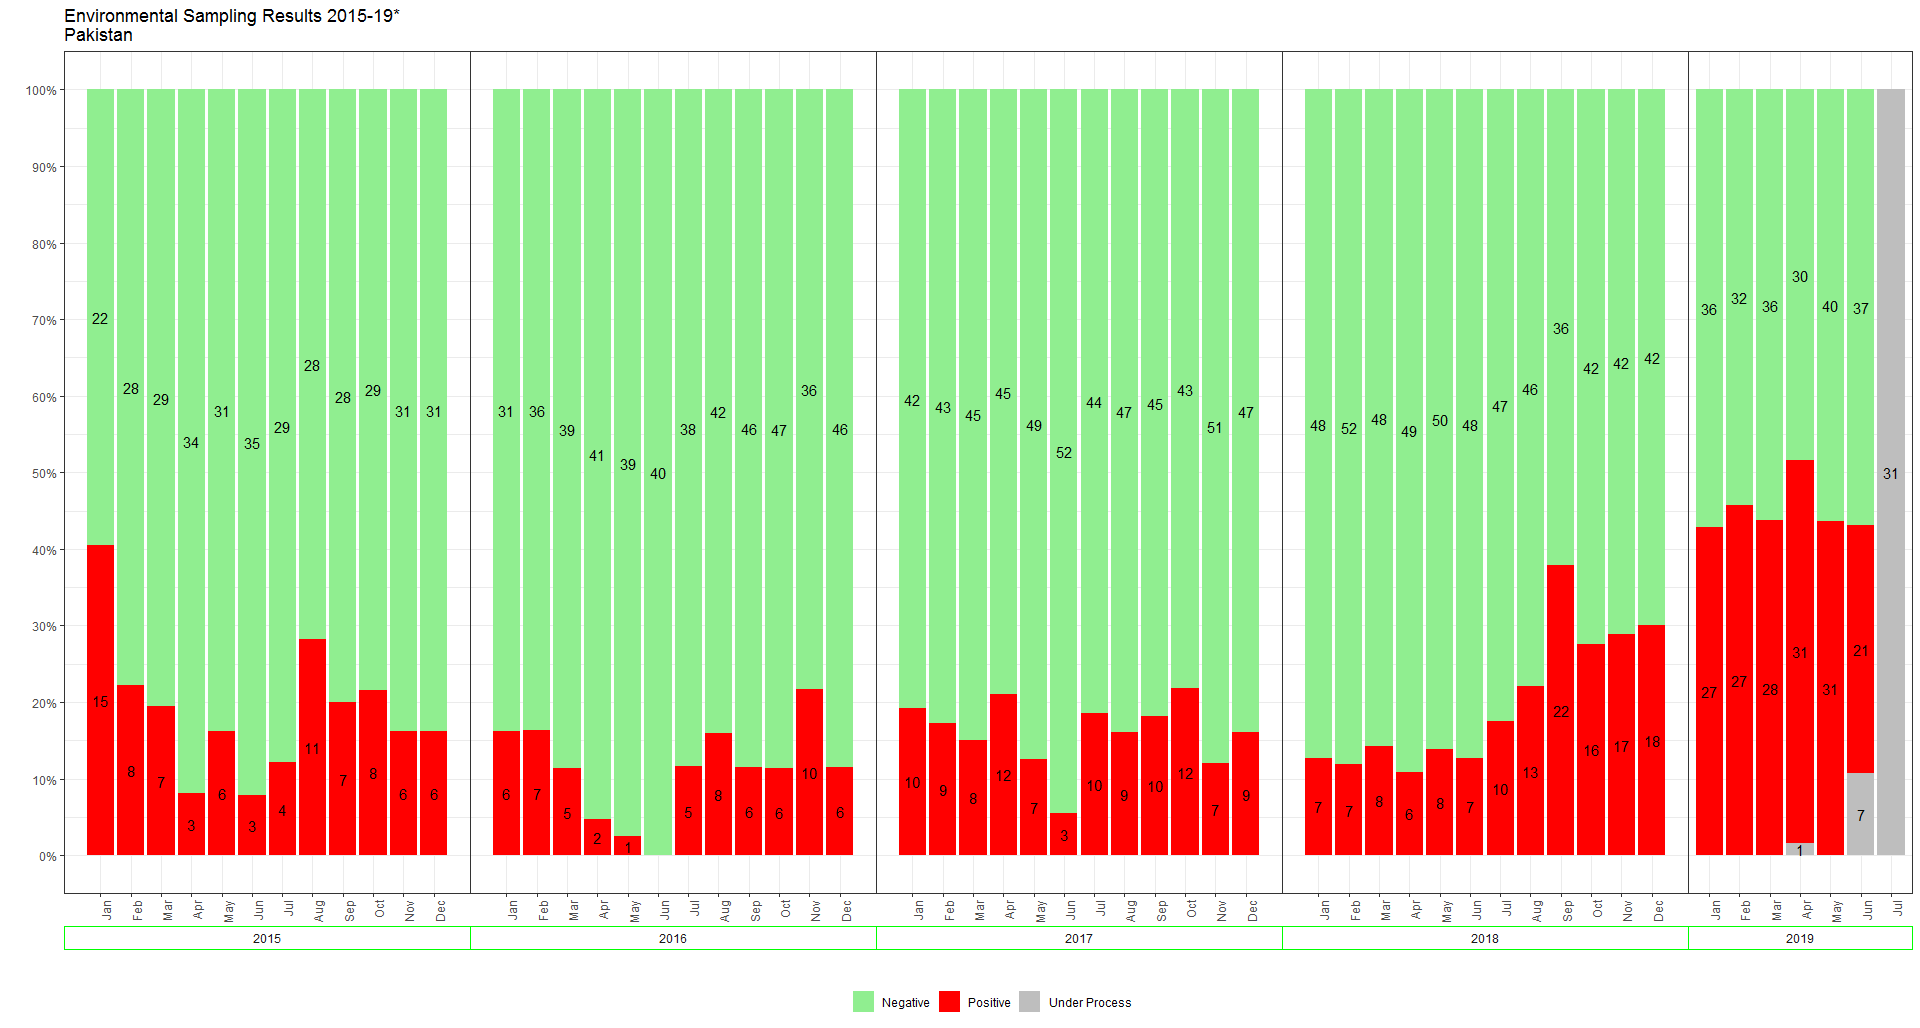 Environmental Sampling Results 2015-19*
Pakistan
100%
90%
80%
70%
60%
50%
40%
30%
20%
10%
0%
22 28 29 34 31 35 29 28 28 29 31 31
15 8 7 3 6 3 4 11 7 8 6 6
31 36 39 41 39 40 38 42 46 47 36 46
6 7 5 2 1 5 8 6 6 10 6
42 43 45 45 49 52 44 47 45 43 51 47
10 9 8 12 7 3 10 9 10 12 7 9
48 52 48 49 50 48 47 46 36 42 42 42
7 7 8 6 8 7 10 13 22 16 17 18
36 32 36 30 40 37 31
27 27 28 31 31 21
1 7
Jan Feb Mar Apr May Jun Jul Aug Sep Oct Nov Dec
Jan Feb Mar Apr May Jun Jul Aug Sep Oct Nov Dec
Jan Feb Mar Apr May Jun Jul Aug Sep Oct Nov Dec
Jan Feb Mar Apr May Jun Jul Aug Sep Oct Nov Dec
Jan Feb Mar Apr May Jun Jul
2015 2016 2017 2018 2019
Negative Positive Under Process